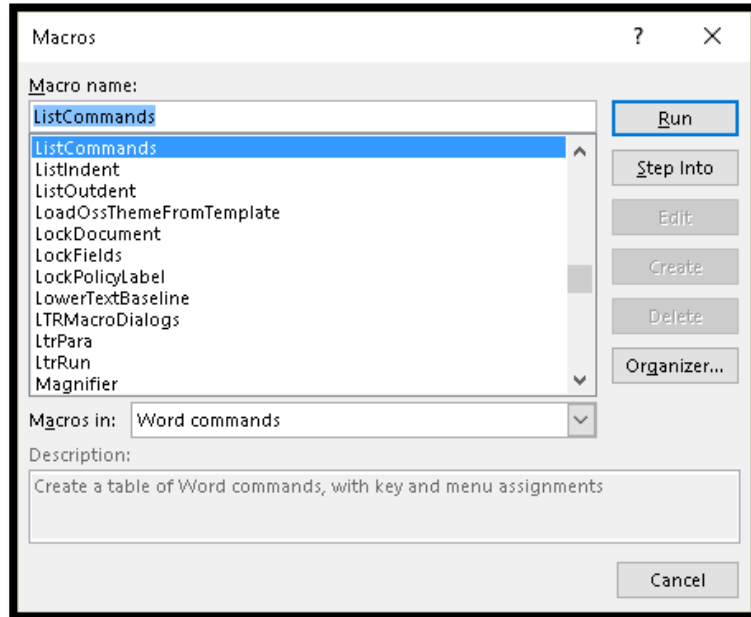 Macros ?
Macro name:
ListCommands
Run
ListCommands
ListIndent
ListOutdent
LoadOssThemeFromTemplate
LockDocument
LockFields
LockPolicyLabel
LowerTextBaseline
LTRMacroDialogs
LtrPara
LtrRun
Magnifier
Step Into
Edit
Create
Delete
Organizer...
Macros in: Word commands
Description:
Create a table of Word commands, with key and menu assignments
Cancel